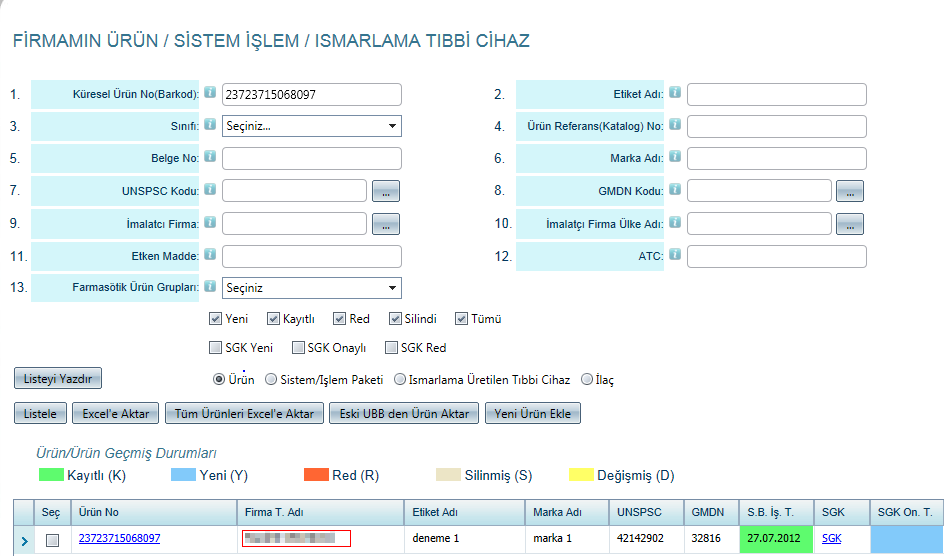 FİRMAMIN ÜRÜN / SİSTEM İŞLEM / ISMARLAMA TIBBİ CİHAZ
1. Küresel Ürün No(Barkod): 23723715068097 2. Etiket Adı:
3. Sınıfı: Seçiniz... 4. Ürün Referans(Katalog) No:
5. Belge No: 6. Marka Adı:
7. UNSPSC Kodu: ... 8. GMDN Kodu: ...
9. İmalatcı Firma: ... 10. İmalatçı Firma Ülke Adı: ...
11. Etken Madde: 12. ATC:
13. Farmasötik Ürün Grupları: Seçiniz
Yeni Kayıtlı Red Silindi Tümü
SGK Yeni SGK Onaylı SGK Red
Listeyi Yazdır Ürün Sistem/İşlem Paketi Ismarlama Üretilen Tıbbi Cihaz İlaç
Listele Excel'e Aktar Tüm Ürünleri Excel'e Aktar Eski UBB den Ürün Aktar Yeni Ürün Ekle
Ürün/Ürün Geçmiş Durumları
Kayıtlı (K) Yeni (Y) Red (R) Silinmiş (S) Değişmiş (D)
Seç Ürün No Firma T. Adı Etiket Adı Marka Adı UNSPSC GMDN S.B. İş. T. SGK SGK On. T.
23723715068097 deneme 1 marka 1 42142902 32816 27.07.2012 SGK